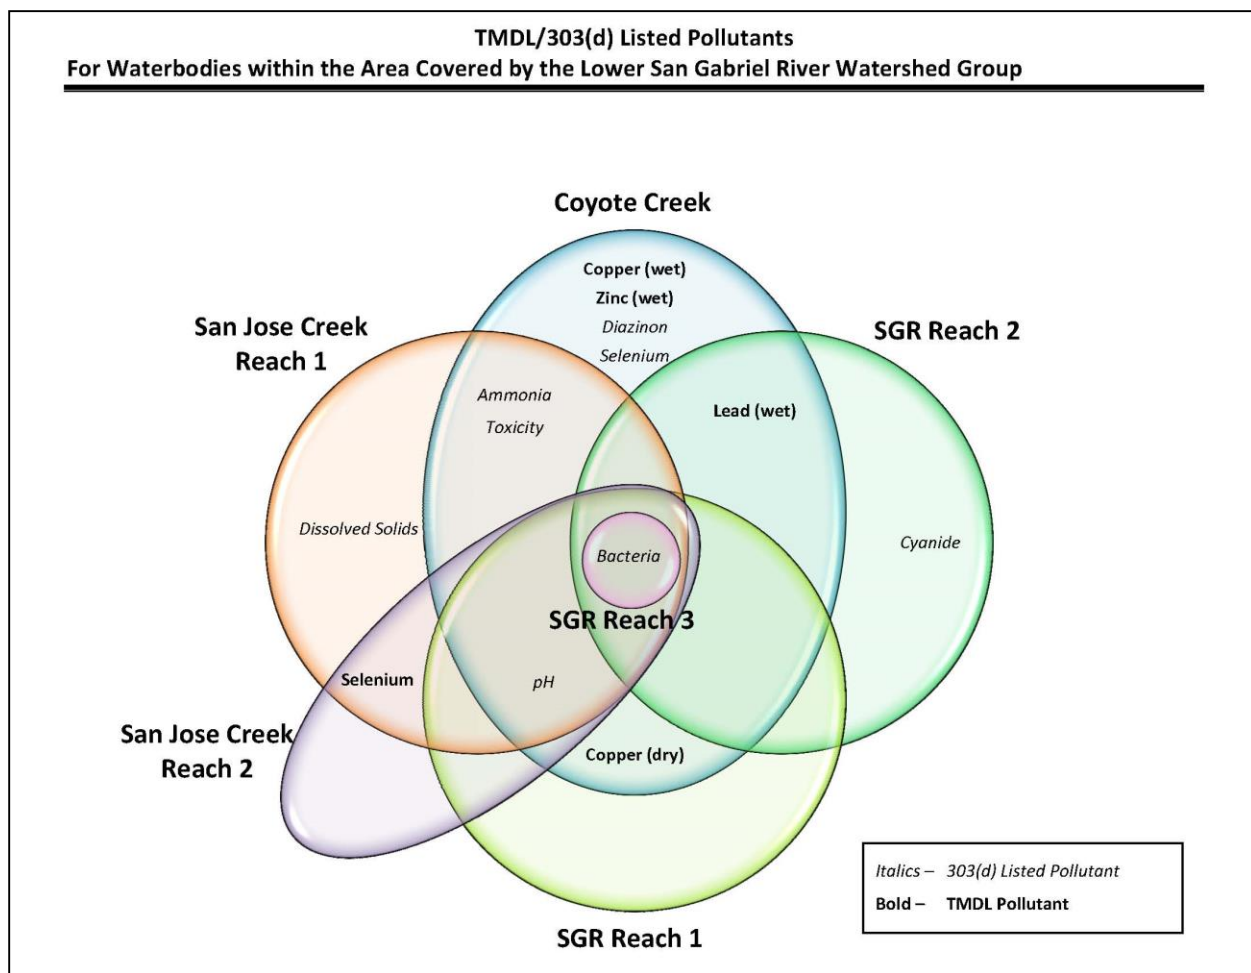 TMDL/303(d) Listed Pollutants
For Waterbodies within the Area Covered by the Lower San Gabriel River Watershed Group
Coyote Creek
Copper (wet)
Zinc (wet)
Diazinon
Selenium
San Jose Creek
Reach 1
SGR Reach 2
Ammonia
Toxicity
Lead (wet)
Dissolved Solids
Bacteria
Cyanide
SGR Reach 3
Selenium
pH
San Jose Creek
Reach 2
Copper (dry)
SGR Reach 1
Italics – 303(d) Listed Pollutant
Bold – TMDL Pollutant